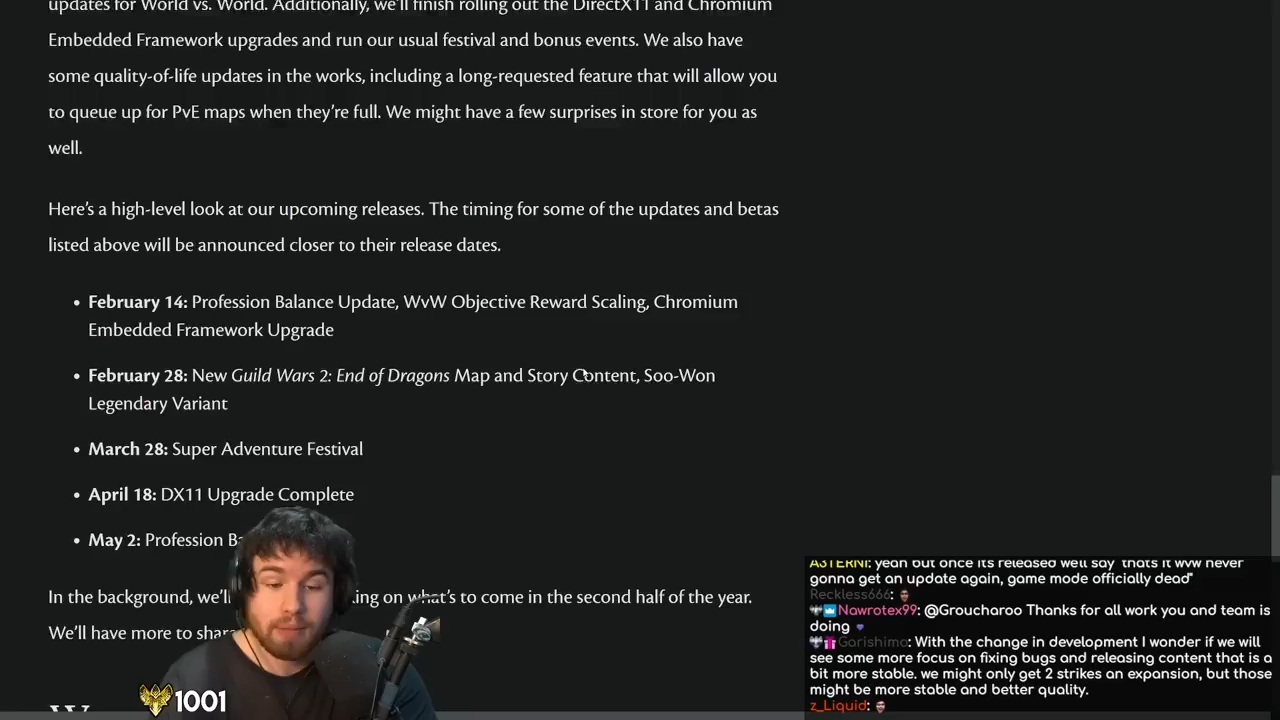 updates for World vs. World. Additionally, we'll finish rolling out the DirectX11 and Chromium
Embedded Framework upgrades and run our usual festival and bonus events. We also have
some quality-of-life updates in the works, including a long-requested feature that will allow you
to queue up for PvE maps when they're full. We might have a few surprises in store for you as
well.
Here's a high-level look at our upcoming releases. The timing for some of the updates and betas
listed above will be announced closer to their release dates.
• February 14: Profession Balance Update, WvW Objective Reward Scaling, Chromium
Embedded Framework Upgrade
• February 28: New Guild Wars 2: End of Dragons Map and Story Content, Soo-Won
Legendary Variant
• March 28: Super Adventure Festival
• April 18: DX11 Upgrade Complete
• May 2: Profession
In the background, we'll on what's to come in the second half of the year.
We'll have more to
1001
A3TERNI: yeah but once its released well say "thats it wvw never
gonna get an update again, game mode officially dead"
Reckless666:
Nawrotex99: @Groucharoo Thanks for all work you and team is
doing
Garishima: With the change in development I wonder if we will
see some more focus on fixing bugs and releasing content that is a
bit more stable. we might only get 2 strikes an expansion, but those
might be more stable and better quality.
z_Liquid: